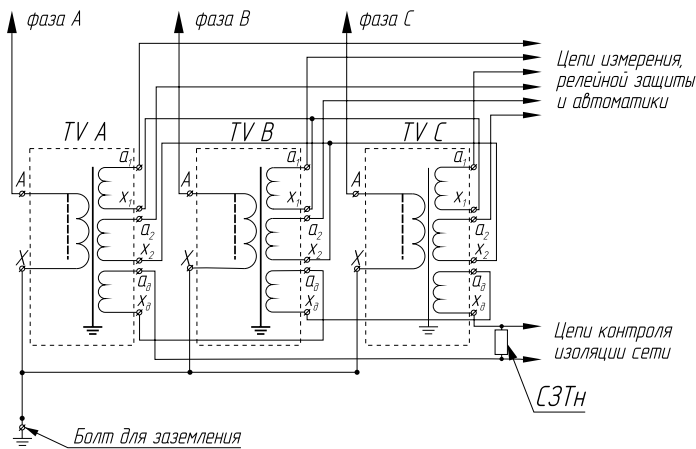 фаза А
фаза В
фаза С
Цепи измерения,
релейной защиты
и автоматики
TV A
TV B
TV C
A
a₁
x₁
a₂
x₂
X
aд
xд
A
a₁
x₁
a₂
x₂
X
aд
xд
A
a₁
x₁
a₂
x₂
X
aд
xд
Цепи контроля
изоляции сети
СЗТн
Болт для заземления